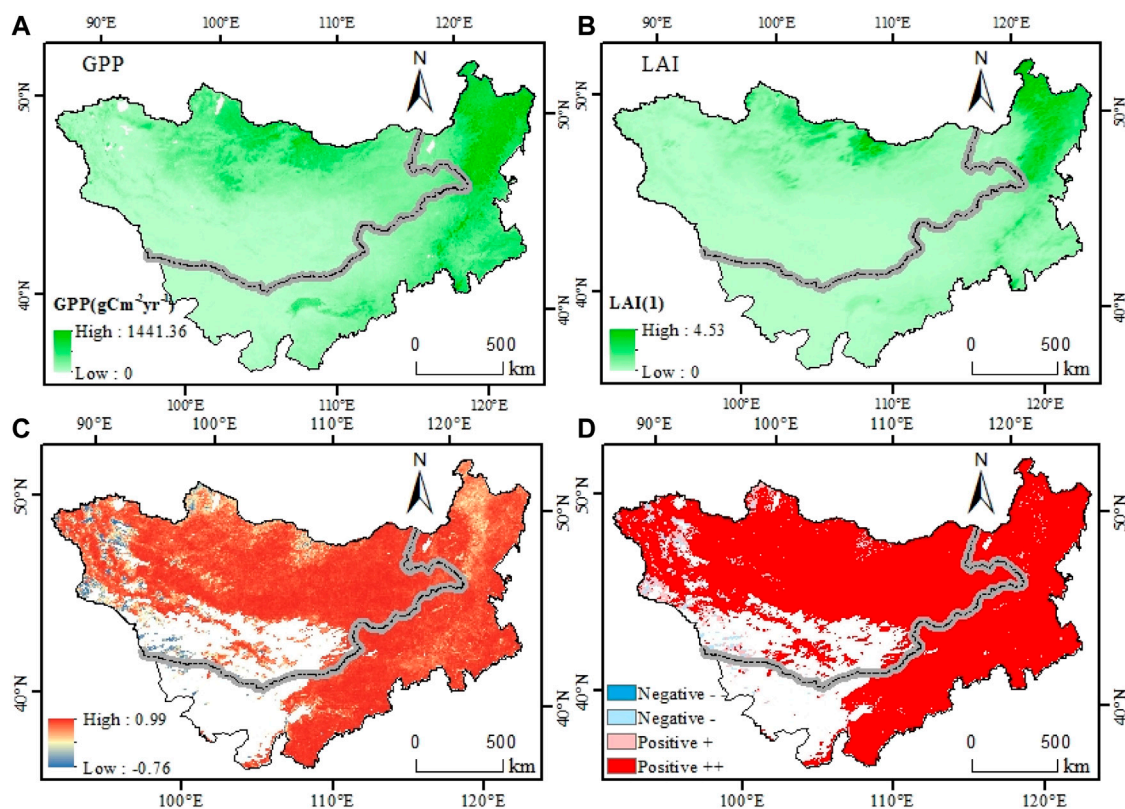 A
90°E 100°E 110°E 120°E
GPP
N
50°N 50°N
40°N 40°N
GPP(gCm⁻²yr⁻¹)
High : 1441.36
Low : 0
0 500
km
100°E 110°E 120°E
B
90°E 100°E 110°E 120°E
LAI
N
50°N 50°N
40°N 40°N
LAI(1)
High : 4.53
Low : 0
0 500
km
100°E 110°E 120°E
C
90°E 100°E 110°E 120°E
N
50°N 50°N
40°N 40°N
High : 0.99
Low : -0.76
0 500
km
100°E 110°E 120°E
D
90°E 100°E 110°E 120°E
N
50°N 50°N
40°N 40°N
Negative -
Negative -
Positive +
Positive ++
0 500
km
100°E 110°E 120°E